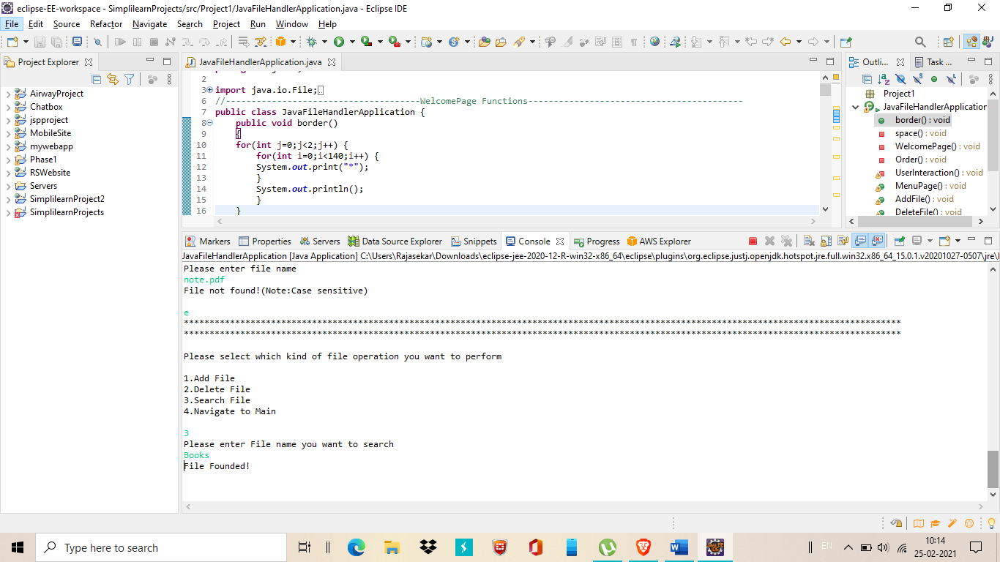 eclipse-EE-workspace - SimplilearnProjects/src/Project1/JavaFileHandlerApplication.java - Eclipse IDE
File Edit Source Refactor Navigate Search Project Run Window Help
Project Explorer
AirwayProject
Chatbox
jspproject
MobileSite
mywebapp
Phase1
RSWebsite
Servers
SimplilearnProject2
SimplilearnProjects
JavaFileHandlerApplication.java
2
3 import java.io.File;
6 //--------------------------------------WelcomePage Functions------------------------------------------
7 public class JavaFileHandlerApplication {
8 public void border()
9 {
10 for(int j=0;j<2;j++) {
11 for(int i=0;i<140;i++) {
12 System.out.print("*");
13 }
14 System.out.println();
15 }
16 }
Outli... Task ...
Project1
JavaFileHandlerApplication
border() : void
space() : void
WelcomePage() : void
Order() : void
UserInteraction() : void
MenuPage() : void
AddFile() : void
DeleteFile() : void
Markers Properties Servers Data Source Explorer Snippets Console Progress AWS Explorer
JavaFileHandlerApplication [Java Application] C:\Users\Rajasekar\Downloads\eclipse-jee-2020-12-R-win32-x86_64\eclipse\plugins\org.eclipse.justj.openjdk.hotspot.jre.full.win32.x86_64_15.0.1.v20201027-0507\jre\
Please enter file name
note.pdf
File not found!(Note:Case sensitive)
e
********************************************************************************************************************************************
********************************************************************************************************************************************
Please select which kind of file operation you want to perform
1.Add File
2.Delete File
3.Search File
4.Navigate to Main
3
Please enter File name you want to search
Books
File Founded!
Type here to search
EN
10:14
25-02-2021